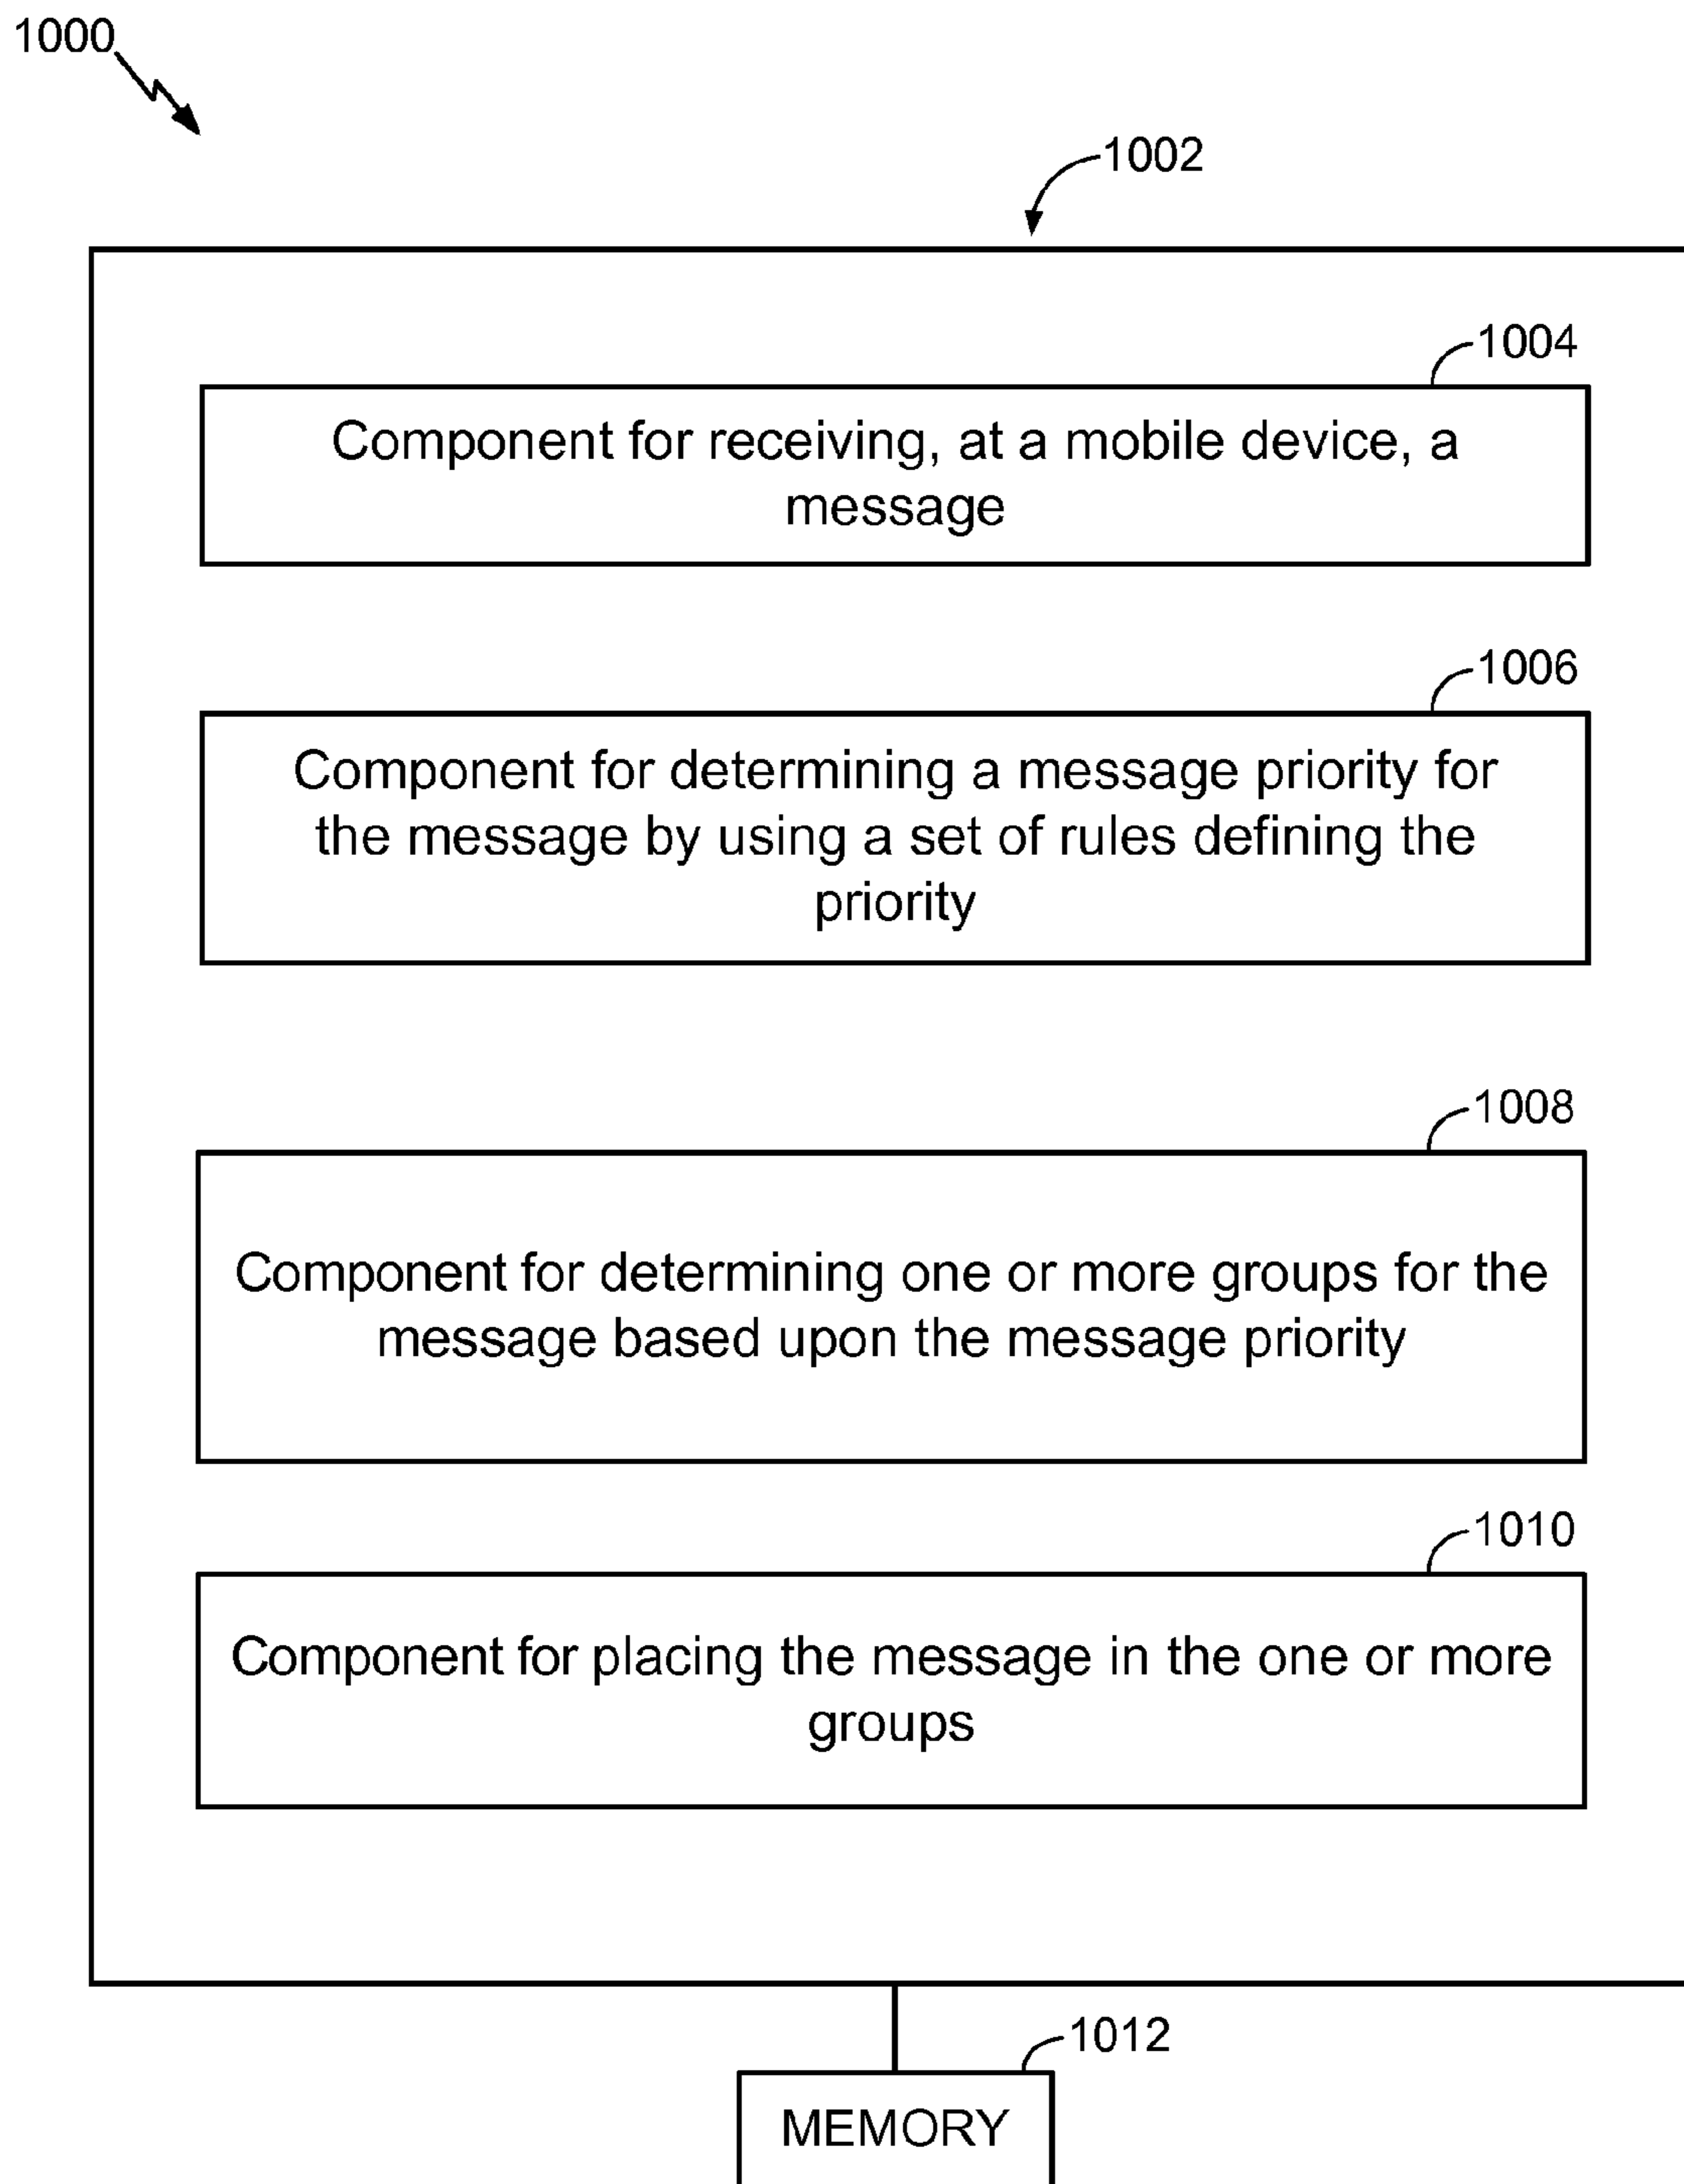 1000
1002
1004
Component for receiving, at a mobile device, a
message
1006
Component for determining a message priority for
the message by using a set of rules defining the
priority
1008
Component for determining one or more groups for the
message based upon the message priority
1010
Component for placing the message in the one or more
groups
1012
MEMORY